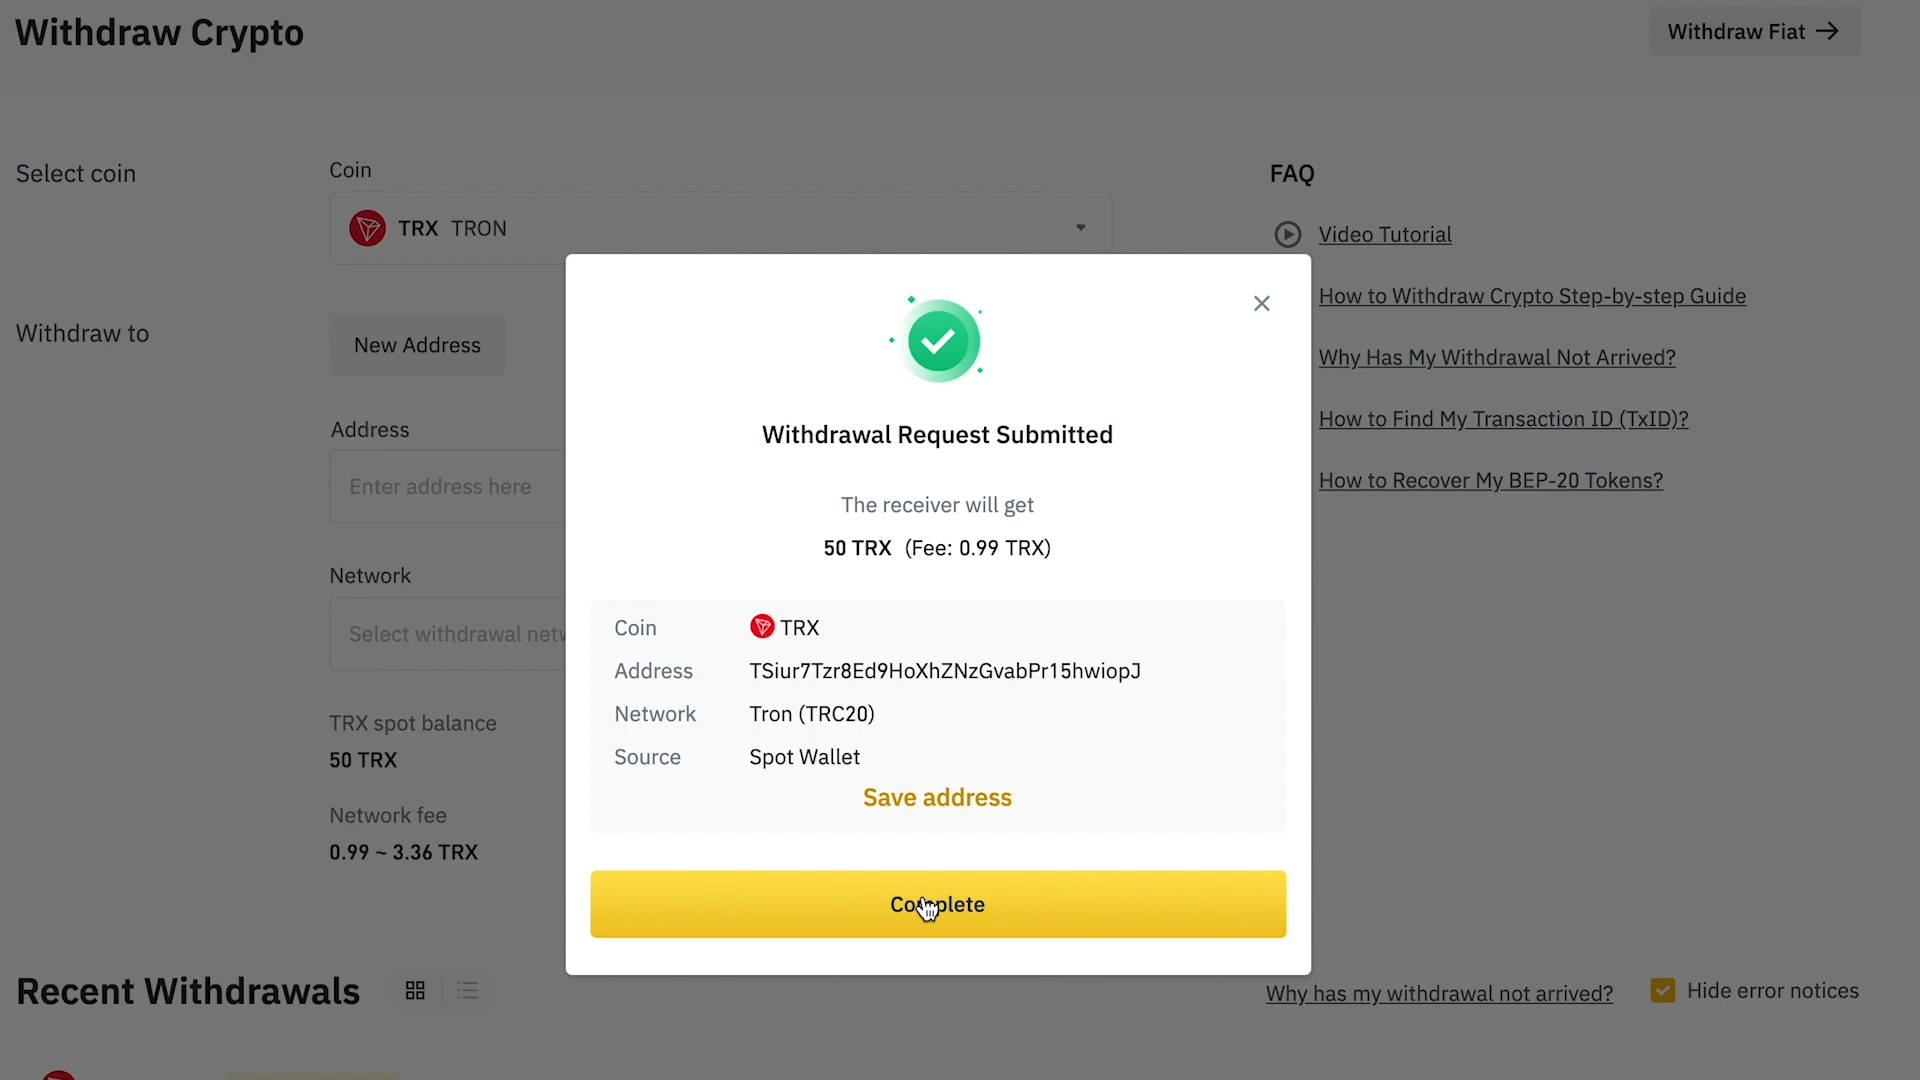 Withdraw Crypto
Withdraw Fiat →
Select coin
Coin
TRX TRON
FAQ
Video Tutorial
How to Withdraw Crypto Step-by-step Guide
Why Has My Withdrawal Not Arrived?
How to Find My Transaction ID (TxID)?
How to Recover My BEP-20 Tokens?
Withdraw to
New Address
Address
Enter address here
Network
Select withdrawal netw
TRX spot balance
50 TRX
Network fee
0.99 ~ 3.36 TRX
Withdrawal Request Submitted
The receiver will get
50 TRX (Fee: 0.99 TRX)
Coin TRX
Address TSiur7Tzr8Ed9HoXhZNzGvabPr15hwiopJ
Network Tron (TRC20)
Source Spot Wallet
Save address
Complete
Recent Withdrawals
Why has my withdrawal not arrived?
Hide error notices